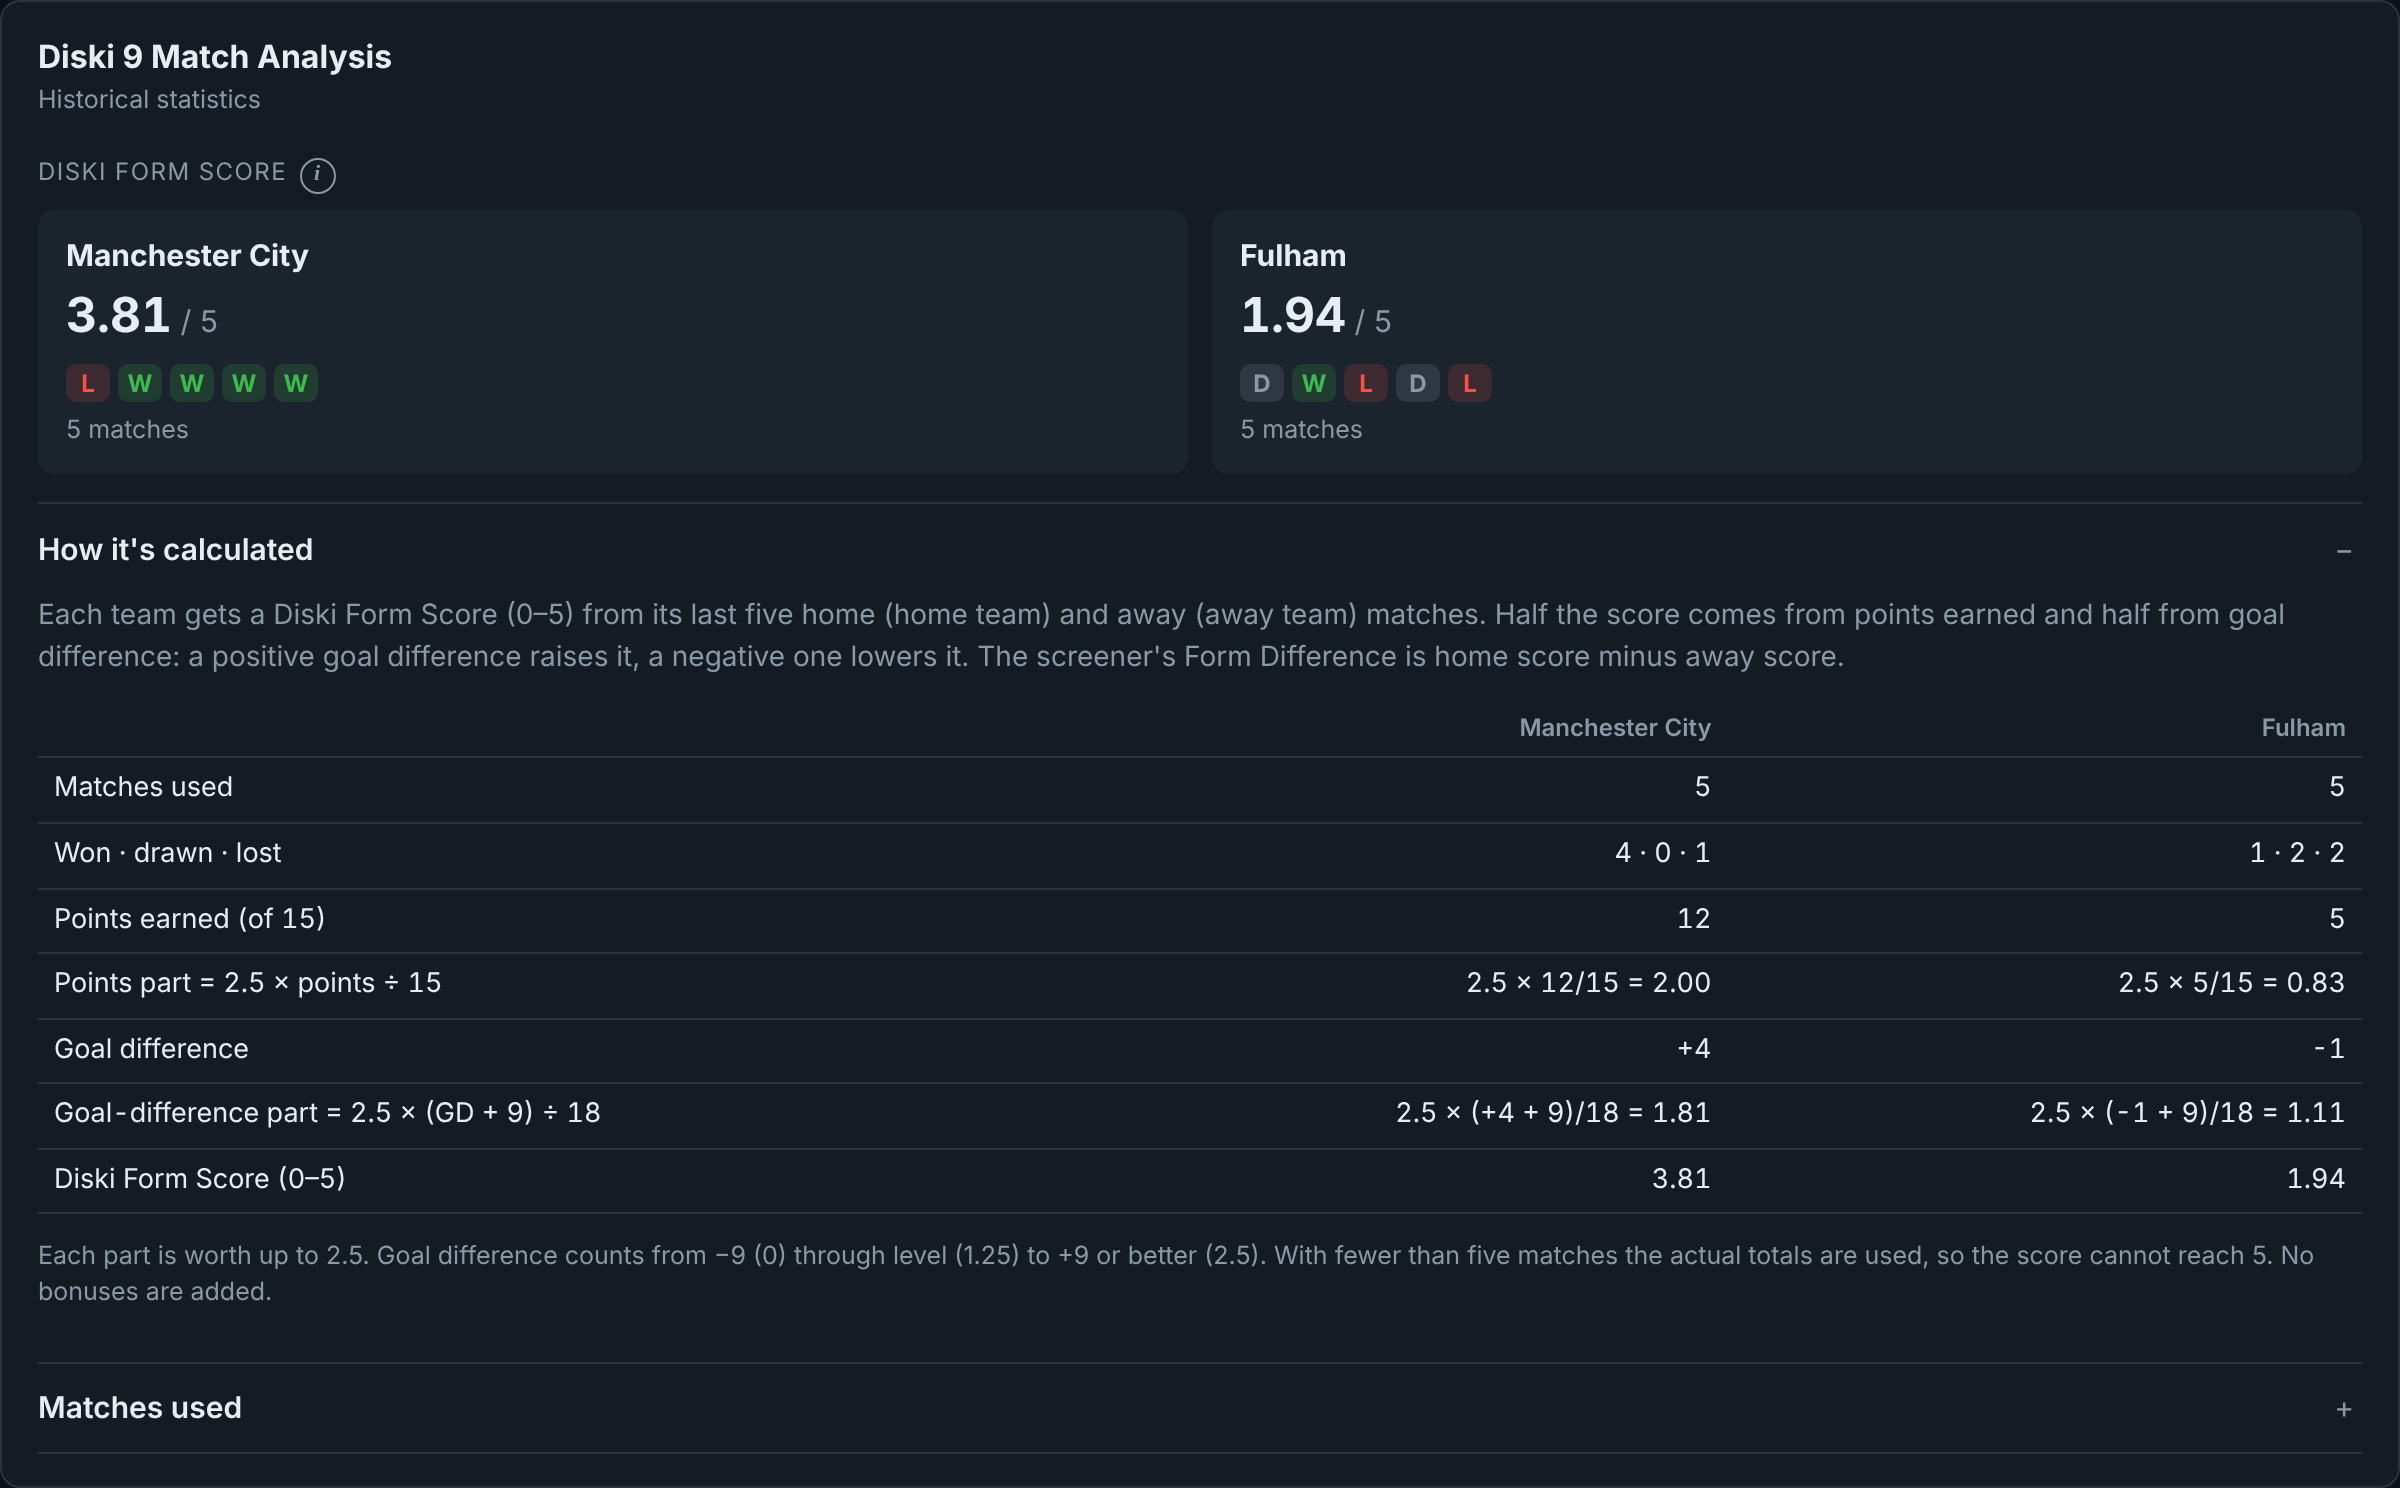 Diski 9 Match Analysis
Historical statistics
DISKI FORM SCORE i
Manchester City
3.81 / 5
L W W W W
5 matches
Fulham
1.94 / 5
D W L D L
5 matches
How it's calculated –
Each team gets a Diski Form Score (0–5) from its last five home (home team) and away (away team) matches. Half the score comes from points earned and half from goal
difference: a positive goal difference raises it, a negative one lowers it. The screener's Form Difference is home score minus away score.
Manchester City Fulham
Matches used 5 5
Won · drawn · lost 4 · 0 · 1 1 · 2 · 2
Points earned (of 15) 12 5
Points part = 2.5 × points ÷ 15 2.5 × 12/15 = 2.00 2.5 × 5/15 = 0.83
Goal difference +4 -1
Goal-difference part = 2.5 × (GD + 9) ÷ 18 2.5 × (+4 + 9)/18 = 1.81 2.5 × (-1 + 9)/18 = 1.11
Diski Form Score (0–5) 3.81 1.94
Each part is worth up to 2.5. Goal difference counts from −9 (0) through level (1.25) to +9 or better (2.5). With fewer than five matches the actual totals are used, so the score cannot reach 5. No
bonuses are added.
Matches used +